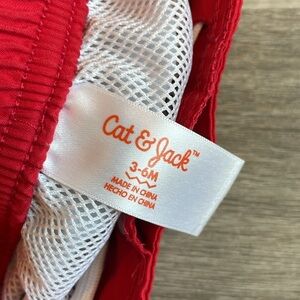 Cat & Jack™
3-6M
MADE IN CHINA
HECHO EN CHINA